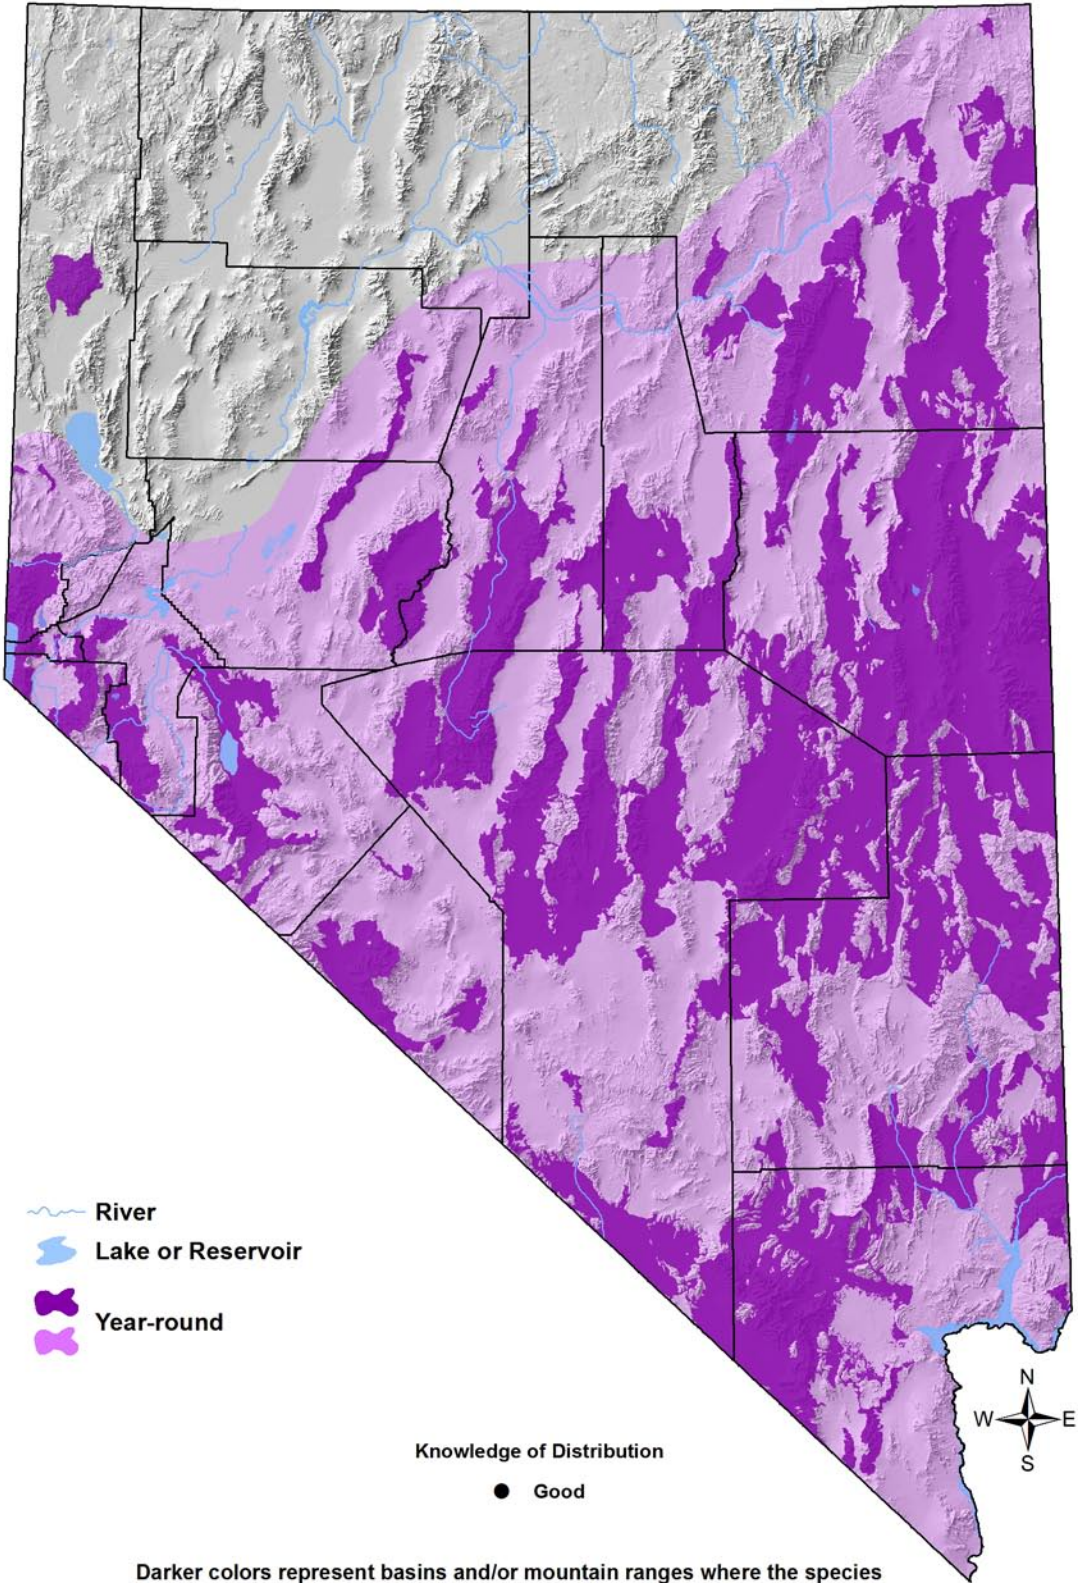 River
Lake or Reservoir
Year-round
N
W E
S
Knowledge of Distribution
Good
Darker colors represent basins and/or mountain ranges where the species